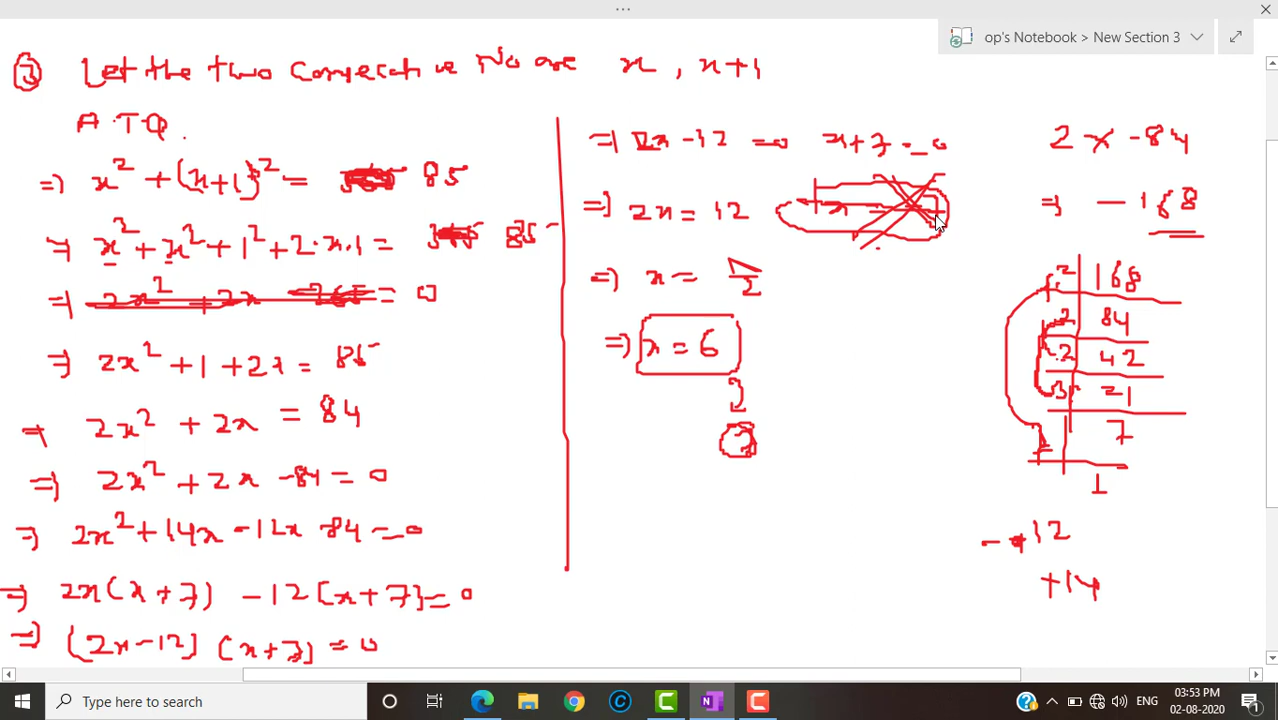 ...
op's Notebook > New Section 3
③ Let the two Consecutive No are x, x+1
A.T.Q.
⇒ x² + (x+1)² = 85
⇒ x² + x² + 1² + 2·x·1 = 85
⇒ 2x² + 2x = 0
⇒ 2x² + 1 + 2x = 85
⇒ 2x² + 2x = 84
⇒ 2x² + 2x - 84 = 0
⇒ 2x² + 14x - 12x - 84 = 0
⇒ 2x(x+7) - 12(x+7) = 0
⇒ (2x-12) (x+7) = 0
⇒ 2x - 12 = 0 x + 7 = 0
⇒ 2x = 12 x =
⇒ x = 12/2
⇒ x = 6
7
2 x -84
⇒ -168
2 168
2 84
2 42
3 21
7 7
1
- 12
+14
Type here to search
ENG
03:53 PM
02-08-2020